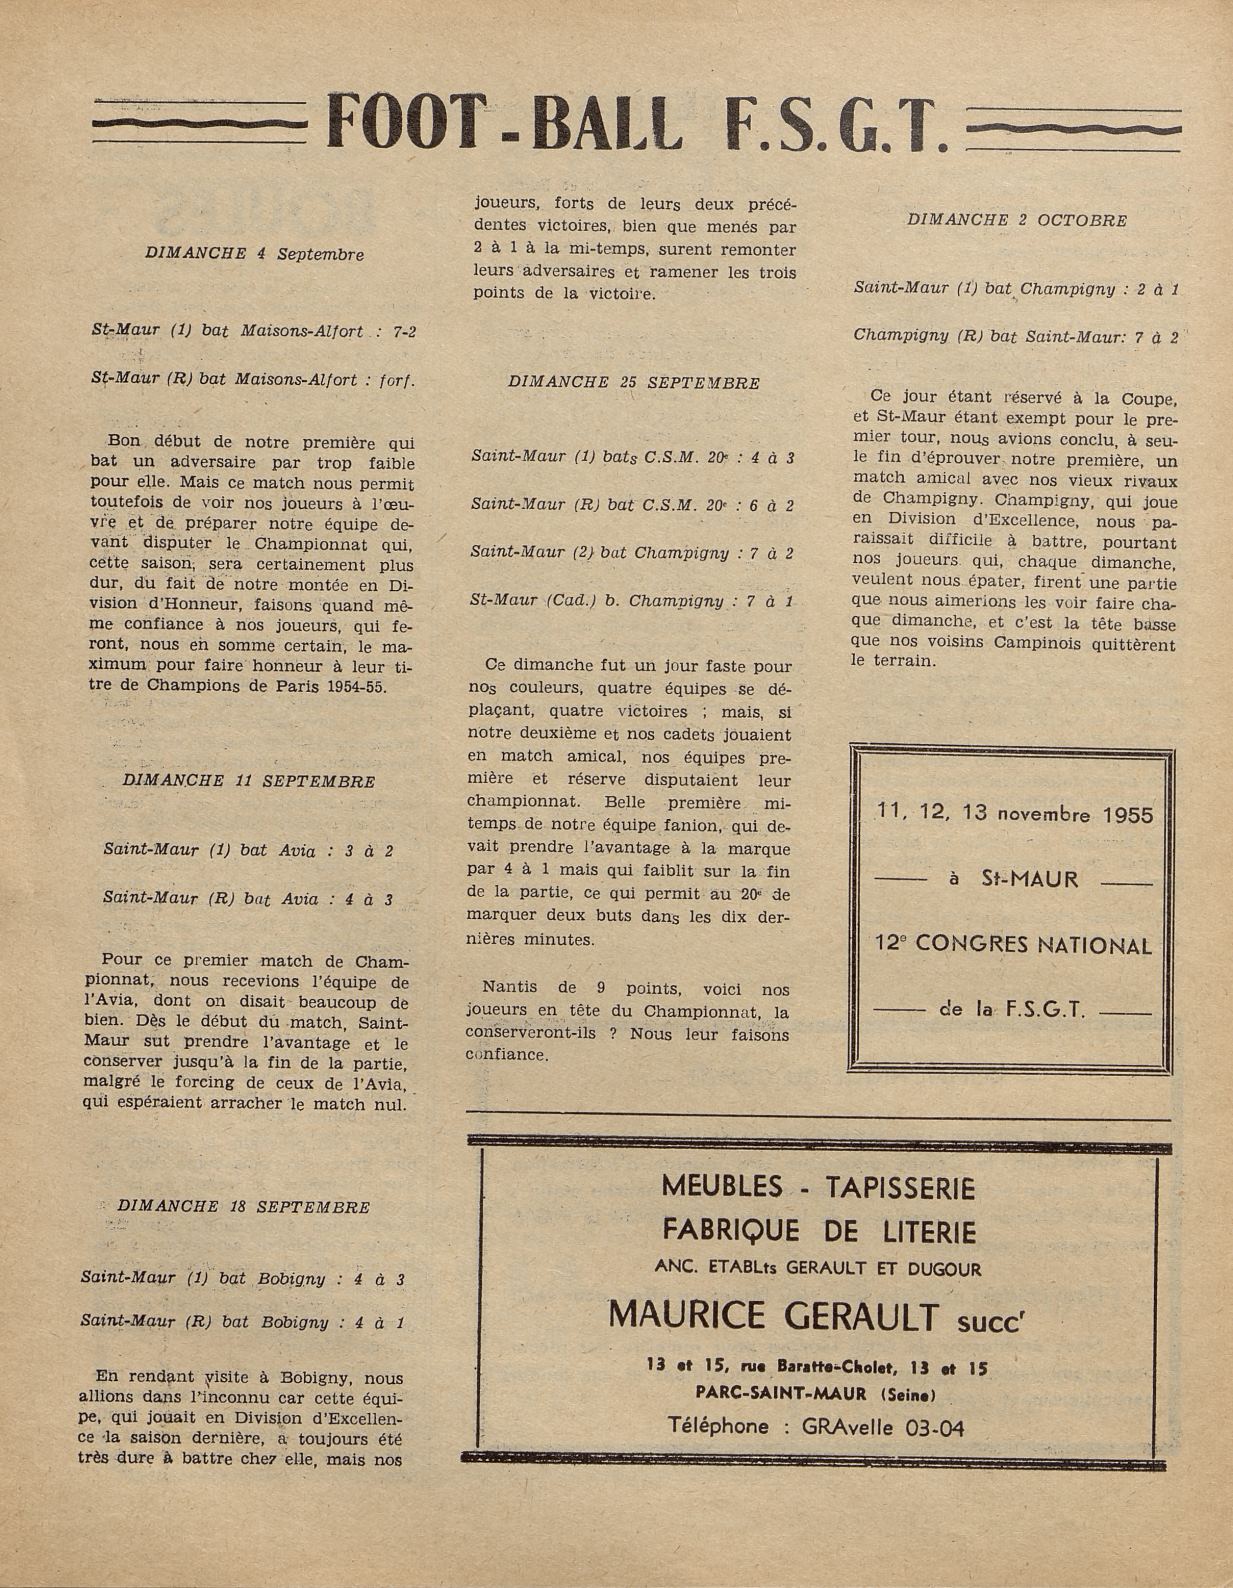 FOOT-BALL F.S.G.T.
DIMANCHE 4 Septembre
St-Maur (1) bat Maisons-Alfort : 7-2
St-Maur (R) bat Maisons-Alfort : forf.
Bon début de notre première qui
bat un adversaire par trop faible
pour elle. Mais ce match nous permit
toutefois de voir nos joueurs à l'œu-
vre et de préparer notre équipe de-
vant disputer le Championnat qui,
cette saison, sera certainement plus
dur, du fait de notre montée en Di-
vision d'Honneur, faisons quand mê-
me confiance à nos joueurs, qui fe-
ront, nous en somme certain, le ma-
ximum pour faire honneur à leur ti-
tre de Champions de Paris 1954-55.
DIMANCHE 11 SEPTEMBRE
Saint-Maur (1) bat Avia : 3 à 2
Saint-Maur (R) bat Avia : 4 à 3
Pour ce premier match de Cham-
pionnat, nous recevions l'équipe de
l'Avia, dont on disait beaucoup de
bien. Dès le début du match, Saint-
Maur sut prendre l'avantage et le
conserver jusqu'à la fin de la partie,
malgré le forcing de ceux de l'Avia,
qui espéraient arracher le match nul.
DIMANCHE 18 SEPTEMBRE
Saint-Maur (1) bat Bobigny : 4 à 3
Saint-Maur (R) bat Bobigny : 4 à 1
En rendant visite à Bobigny, nous
allions dans l'inconnu car cette équi-
pe, qui jouait en Division d'Excellen-
ce la saison dernière, a toujours été
très dure à battre chez elle, mais nos
joueurs, forts de leurs deux précé-
dentes victoires, bien que menés par
2 à 1 à la mi-temps, surent remonter
leurs adversaires et ramener les trois
points de la victoire.
DIMANCHE 25 SEPTEMBRE
Saint-Maur (1) bats C.S.M. 20e : 4 à 3
Saint-Maur (R) bat C.S.M. 20e : 6 à 2
Saint-Maur (2) bat Champigny : 7 à 2
St-Maur (Cad.) b. Champigny : 7 à 1
Ce dimanche fut un jour faste pour
nos couleurs, quatre équipes se dé-
plaçant, quatre victoires ; mais, si
notre deuxième et nos cadets jouaient
en match amical, nos équipes pre-
mière et réserve disputaient leur
championnat. Belle première mi-
temps de notre équipe fanion, qui de-
vait prendre l'avantage à la marque
par 4 à 1 mais qui faiblit sur la fin
de la partie, ce qui permit au 20e de
marquer deux buts dans les dix der-
nières minutes.
Nantis de 9 points, voici nos
joueurs en tête du Championnat, la
conserveront-ils ? Nous leur faisons
confiance.
DIMANCHE 2 OCTOBRE
Saint-Maur (1) bat Champigny : 2 à 1
Champigny (R) bat Saint-Maur: 7 à 2
Ce jour étant réservé à la Coupe,
et St-Maur étant exempt pour le pre-
mier tour, nous avions conclu, à seu-
le fin d'éprouver notre première, un
match amical avec nos vieux rivaux
de Champigny. Champigny, qui joue
en Division d'Excellence, nous pa-
raissait difficile à battre, pourtant
nos joueurs qui, chaque dimanche,
veulent nous épater, firent une partie
que nous aimerions les voir faire cha-
que dimanche, et c'est la tête basse
que nos voisins Campinois quittèrent
le terrain.
11, 12, 13 novembre 1955
à St-MAUR
12e CONGRES NATIONAL
de la F.S.G.T.
MEUBLES - TAPISSERIE
FABRIQUE DE LITERIE
ANC. ETABLts GERAULT ET DUGOUR
MAURICE GERAULT succr
13 et 15, rue Baratte-Cholet, 13 et 15
PARC-SAINT-MAUR (Seine)
Téléphone : GRAvelle 03-04